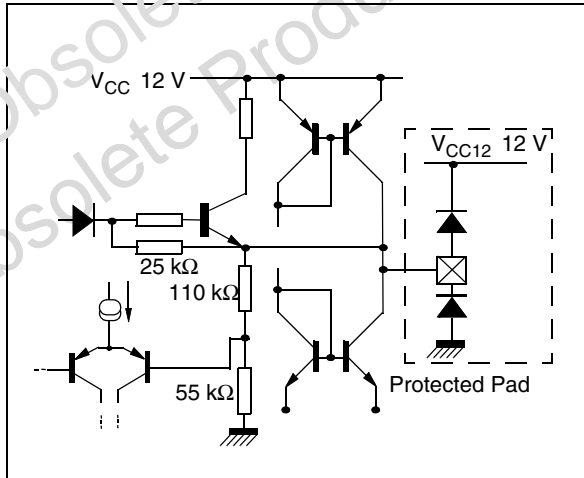 Obsolete Product
Obsolete Product
VCC 12 V
VCC12 12 V
25 kΩ
110 kΩ
55 kΩ
Protected Pad